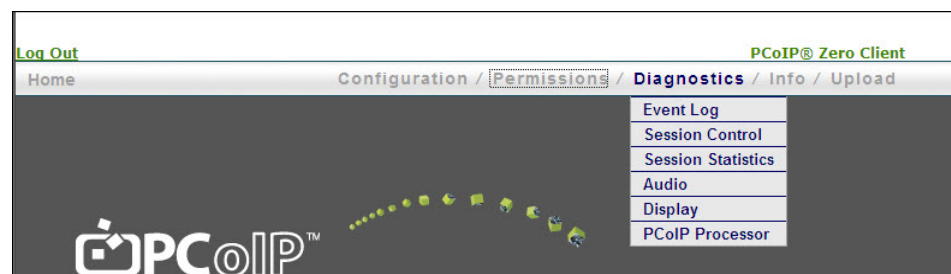 Log Out
PCoIP® Zero Client
Home
Configuration / Permissions / Diagnostics / Info / Upload
Event Log
Session Control
Session Statistics
Audio
Display
PCoIP Processor
PCoIP™